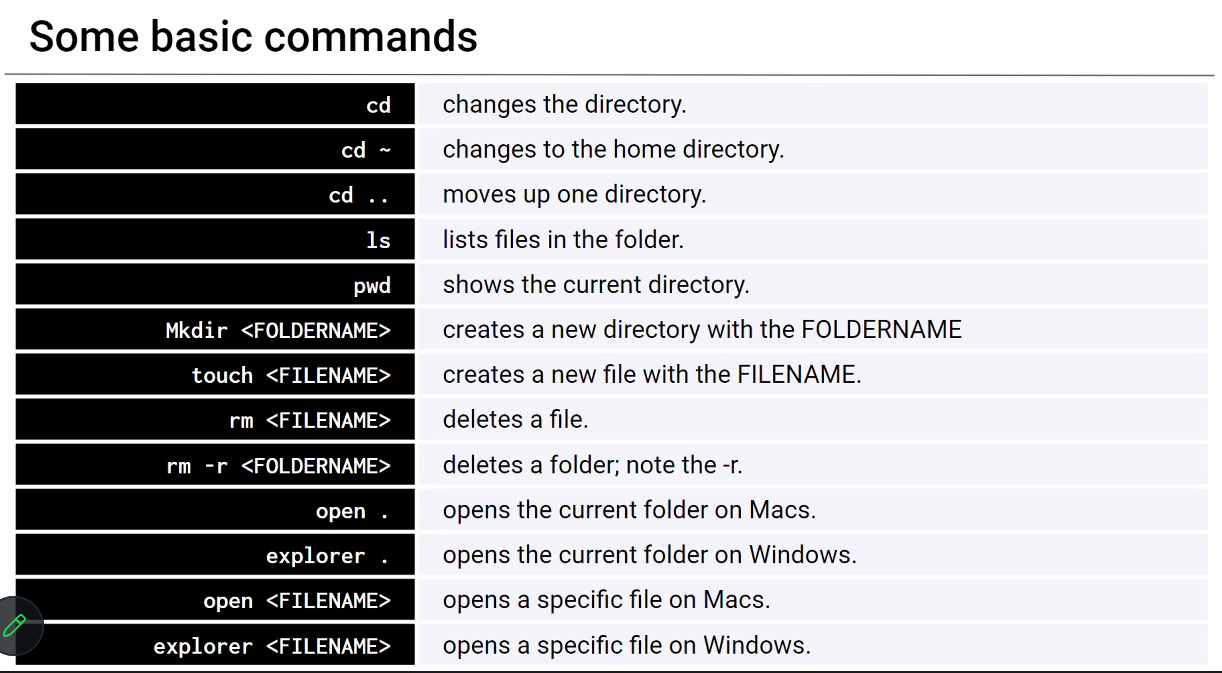 Some basic commands
cd changes the directory.
cd ~ changes to the home directory.
cd .. moves up one directory.
ls lists files in the folder.
pwd shows the current directory.
Mkdir <FOLDERNAME> creates a new directory with the FOLDERNAME
touch <FILENAME> creates a new file with the FILENAME.
rm <FILENAME> deletes a file.
rm -r <FOLDERNAME> deletes a folder; note the -r.
open . opens the current folder on Macs.
explorer . opens the current folder on Windows.
open <FILENAME> opens a specific file on Macs.
explorer <FILENAME> opens a specific file on Windows.